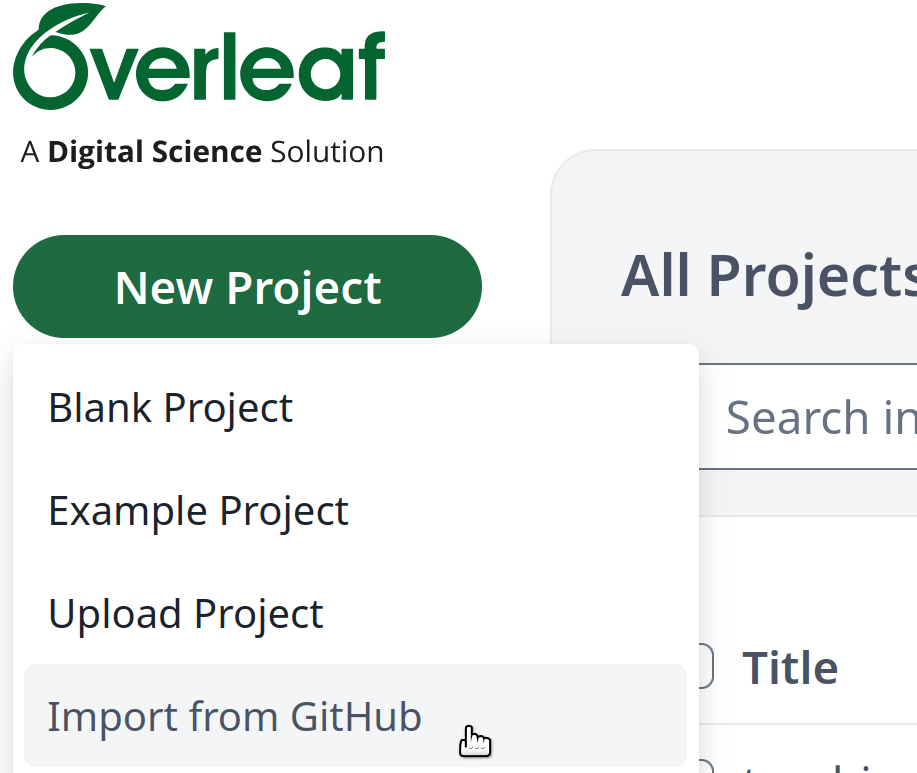 Overleaf
A Digital Science Solution
New Project
All Projects
Blank Project
Search in
Example Project
Upload Project
Title
Import from GitHub